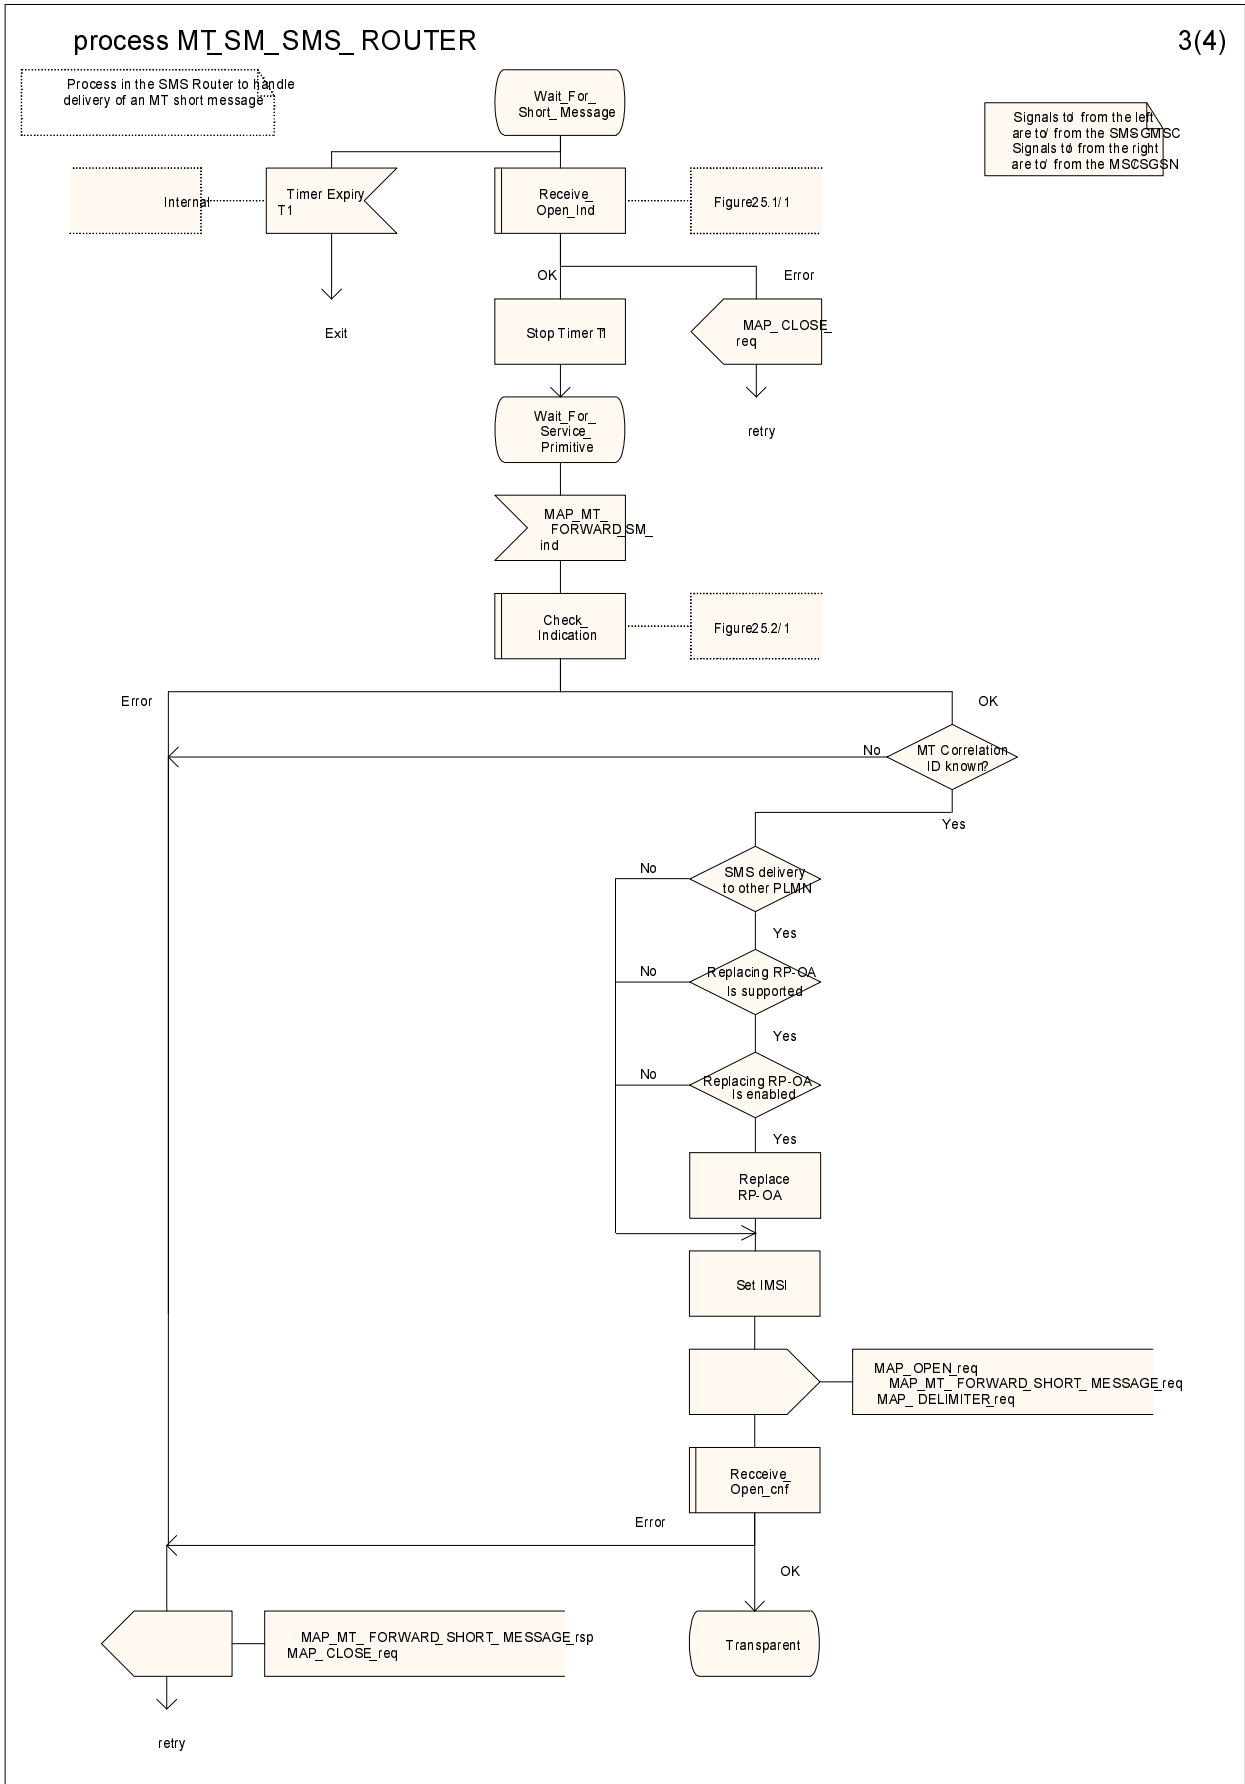 process MT_SM_SMS_ROUTER
3(4)
Process in the SMS Router to handle
delivery of an MT short message
Wait_For_
Short_Message
Signals to/ from the left
are to/ from the SMS-GMSC
Signals to/ from the right
are to/ from the MSC/SGSN
Internal
Timer Expiry
T1
Receive_
Open_Ind
Figure25.1/1
OK
Error
Exit
Stop Timer T1
MAP_CLOSE_
req
Wait_For_
Service_
Primitive
retry
MAP_MT_
FORWARD_SM_
ind
Check_
Indication
Figure25.2/1
Error
OK
No
MT Correlation
ID known?
Yes
No
SMS delivery
to other PLMN
Yes
No
Replacing RP-OA
Is supported
Yes
No
Replacing RP-OA
Is enabled
Yes
Replace
RP-OA
Set IMSI
MAP_OPEN_req
MAP_MT_FORWARD_SHORT_MESSAGE_req
MAP_DELIMITER_req
Recceive_
Open_cnf
Error
OK
MAP_MT_FORWARD_SHORT_MESSAGE_rsp
MAP_CLOSE_req
Transparent
retry